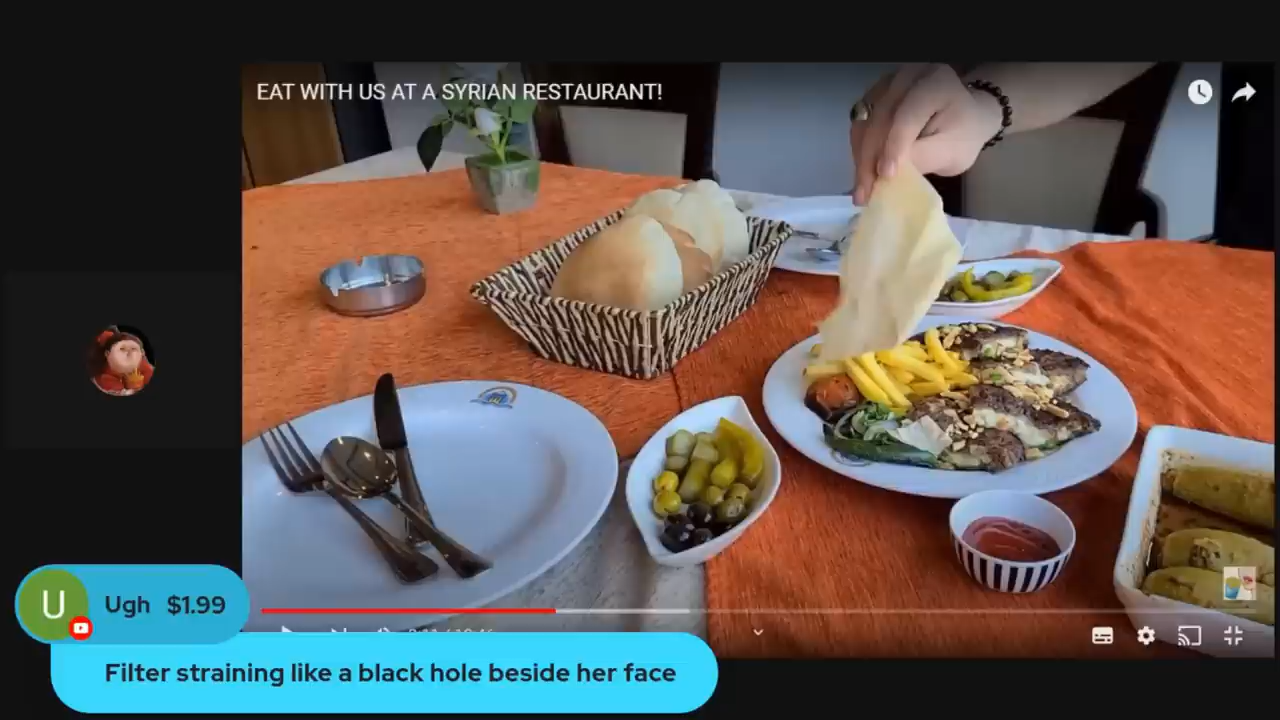 EAT WITH US AT A SYRIAN RESTAURANT!
U
Ugh $1.99
Filter straining like a black hole beside her face